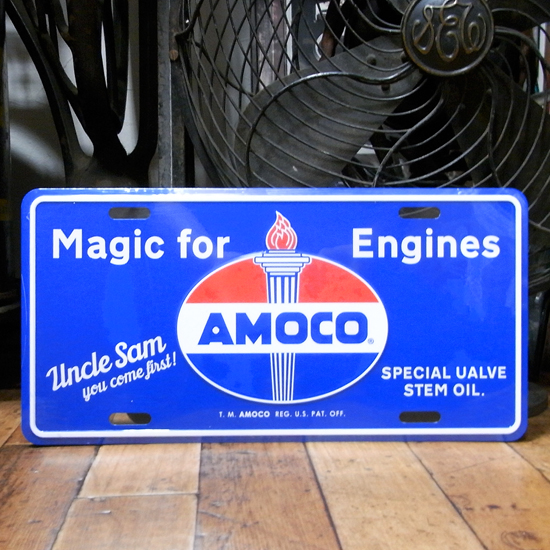 Magic for Engines
AMOCO®
Uncle Sam
you come first!
SPECIAL UALVE
STEM OIL.
T. M. AMOCO REG. U.S. PAT. OFF.